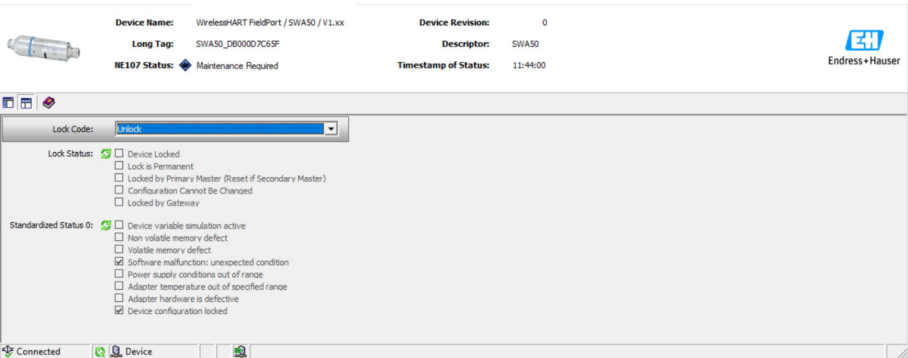 Device Name: WirelessHART FieldPort / SWA50 / V1.xx Device Revision: 0
Long Tag: SWA50_DB000D7C65F Descriptor: SWA50
NE107 Status: Maintenance Required Timestamp of Status: 11:44:00
EH
Endress+Hauser
Lock Code: Unlock
Lock Status: Device Locked
Lock is Permanent
Locked by Primary Master (Reset if Secondary Master)
Configuration Cannot Be Changed
Locked by Gateway
Standardized Status 0: Device variable simulation active
Non volatile memory defect
Volatile memory defect
Software malfunction: unexpected condition
Power supply conditions out of range
Adapter temperature out of specified range
Adapter hardware is defective
Device configuration locked
Connected Device